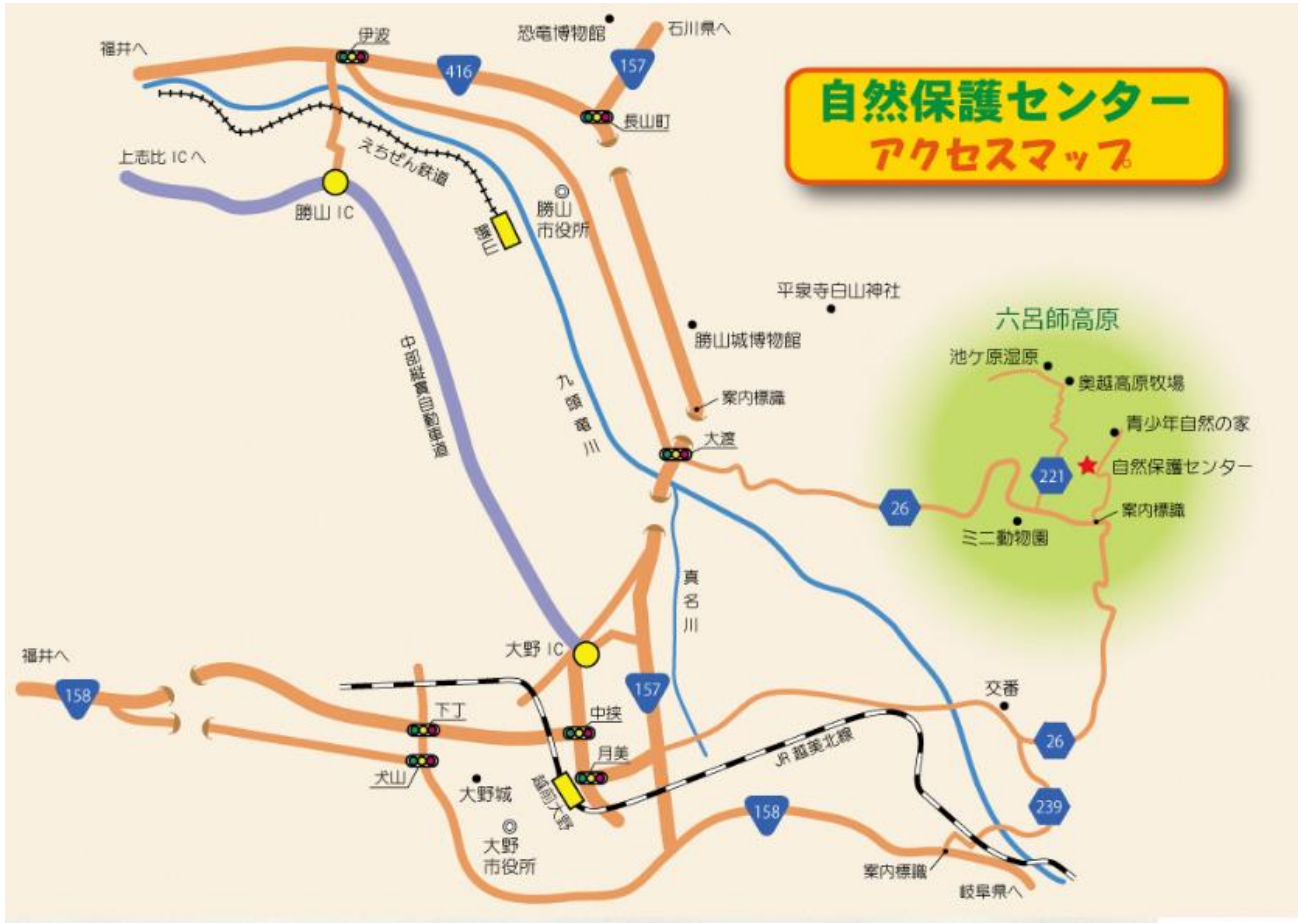 自然保護センター
アクセスマップ
福井へ
伊波
416
恐竜博物館
石川県へ
157
長山町
上志比 IC へ
勝山 IC
えちぜん鉄道
勝山
勝山
市役所
中部縦貫自動車道
九頭竜川
勝山城博物館
平泉寺白山神社
案内標識
大渡
六呂師高原
池ケ原湿原
奥越高原牧場
青少年自然の家
自然保護センター
221
26
案内標識
ミニ動物園
真名川
大野 IC
福井へ
158
157
下丁
中挾
犬山
月美
大野城
越前大野
大野
市役所
JR 越美北線
交番
26
239
158
案内標識
岐阜県へ